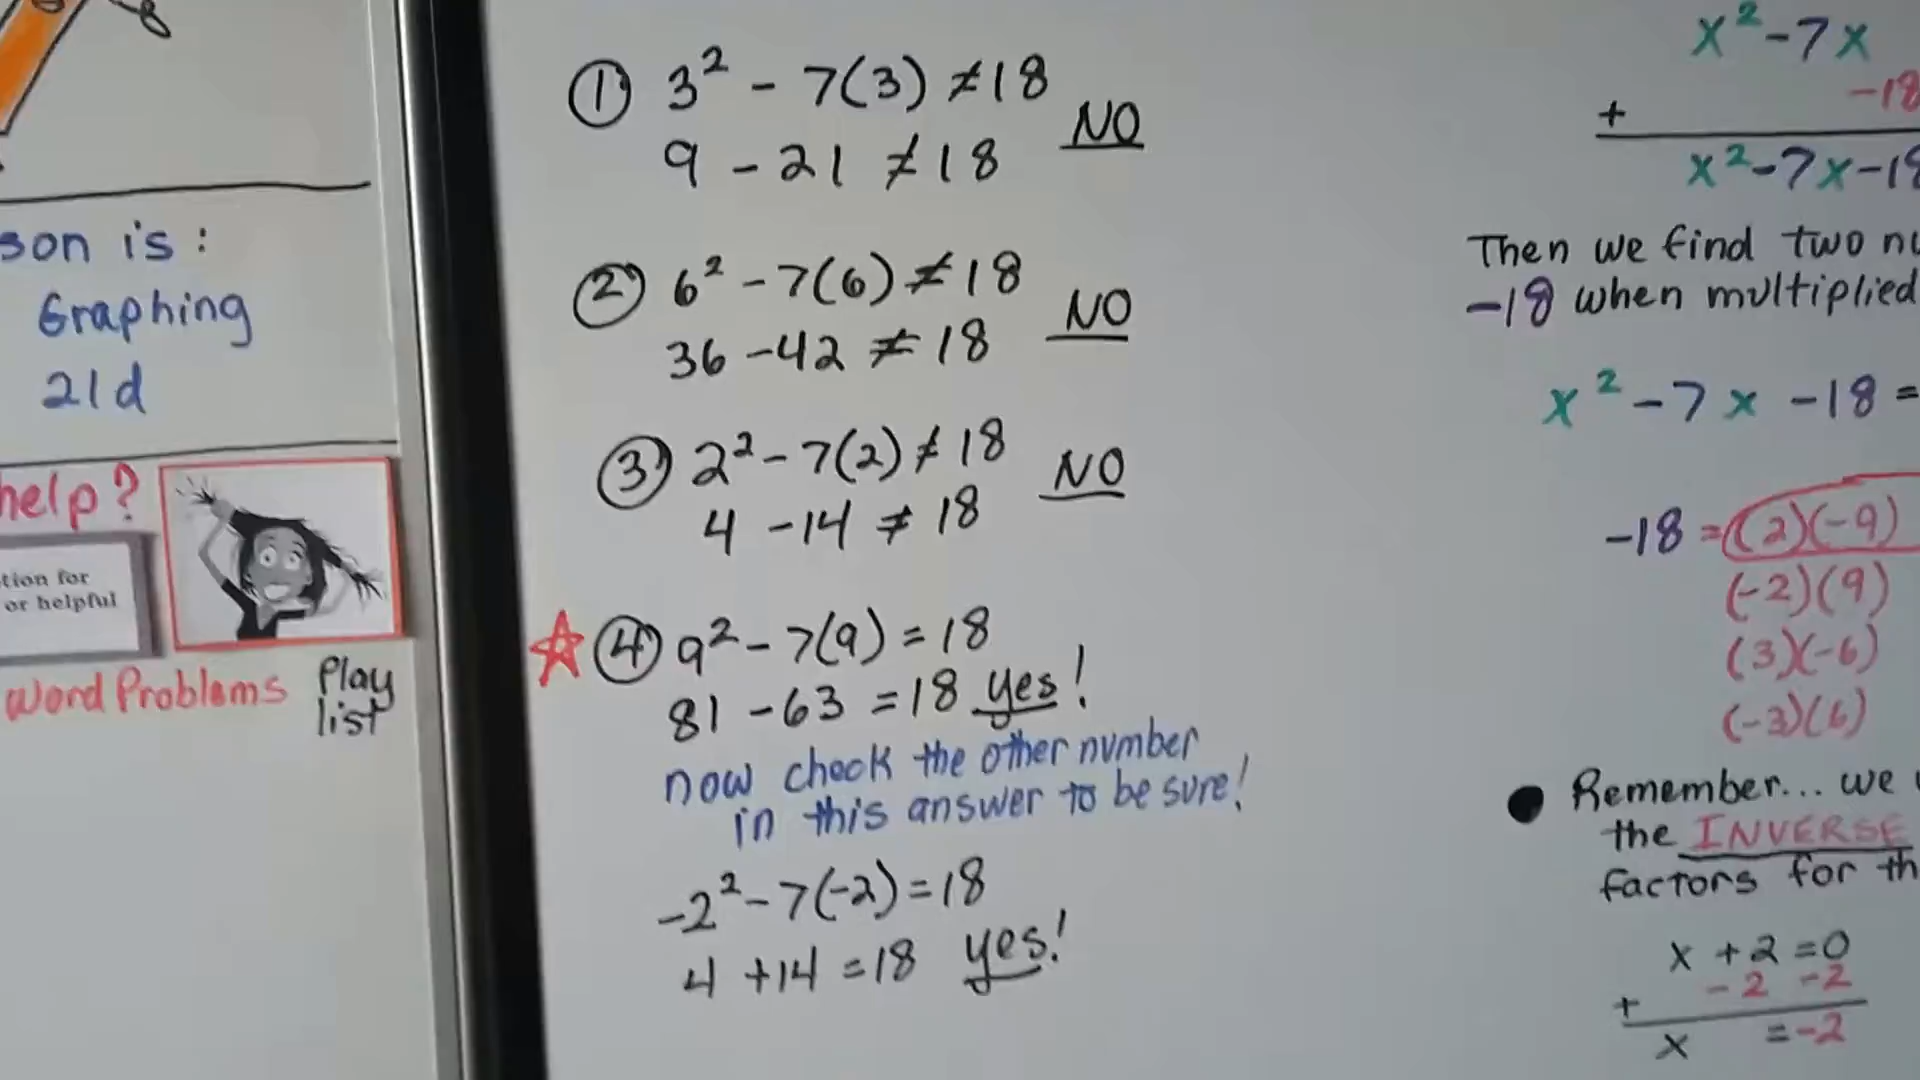 son is:
Graphing
21d
help?
tion for
or helpful
Word Problems Play
list
① 3² - 7(3) ≠ 18
9 - 21 ≠ 18 NO
② 6² - 7(6) ≠ 18
36 - 42 ≠ 18 NO
③ 2² - 7(2) ≠ 18
4 - 14 ≠ 18 NO
④ 9² - 7(9) = 18
81 - 63 = 18 yes!
now check the other number
in this answer to be sure!
-2² - 7(-2) = 18
4 + 14 = 18 yes!
x² - 7x
+ -18
x² - 7x - 18
Then we find two nu
-18 when multiplied
x² - 7x - 18 =
-18 = (2)(-9)
(-2)(9)
(3)(-6)
(-3)(6)
Remember... we
the INVERSE
factors for th
x + 2 = 0
+ - 2 -2
x = -2